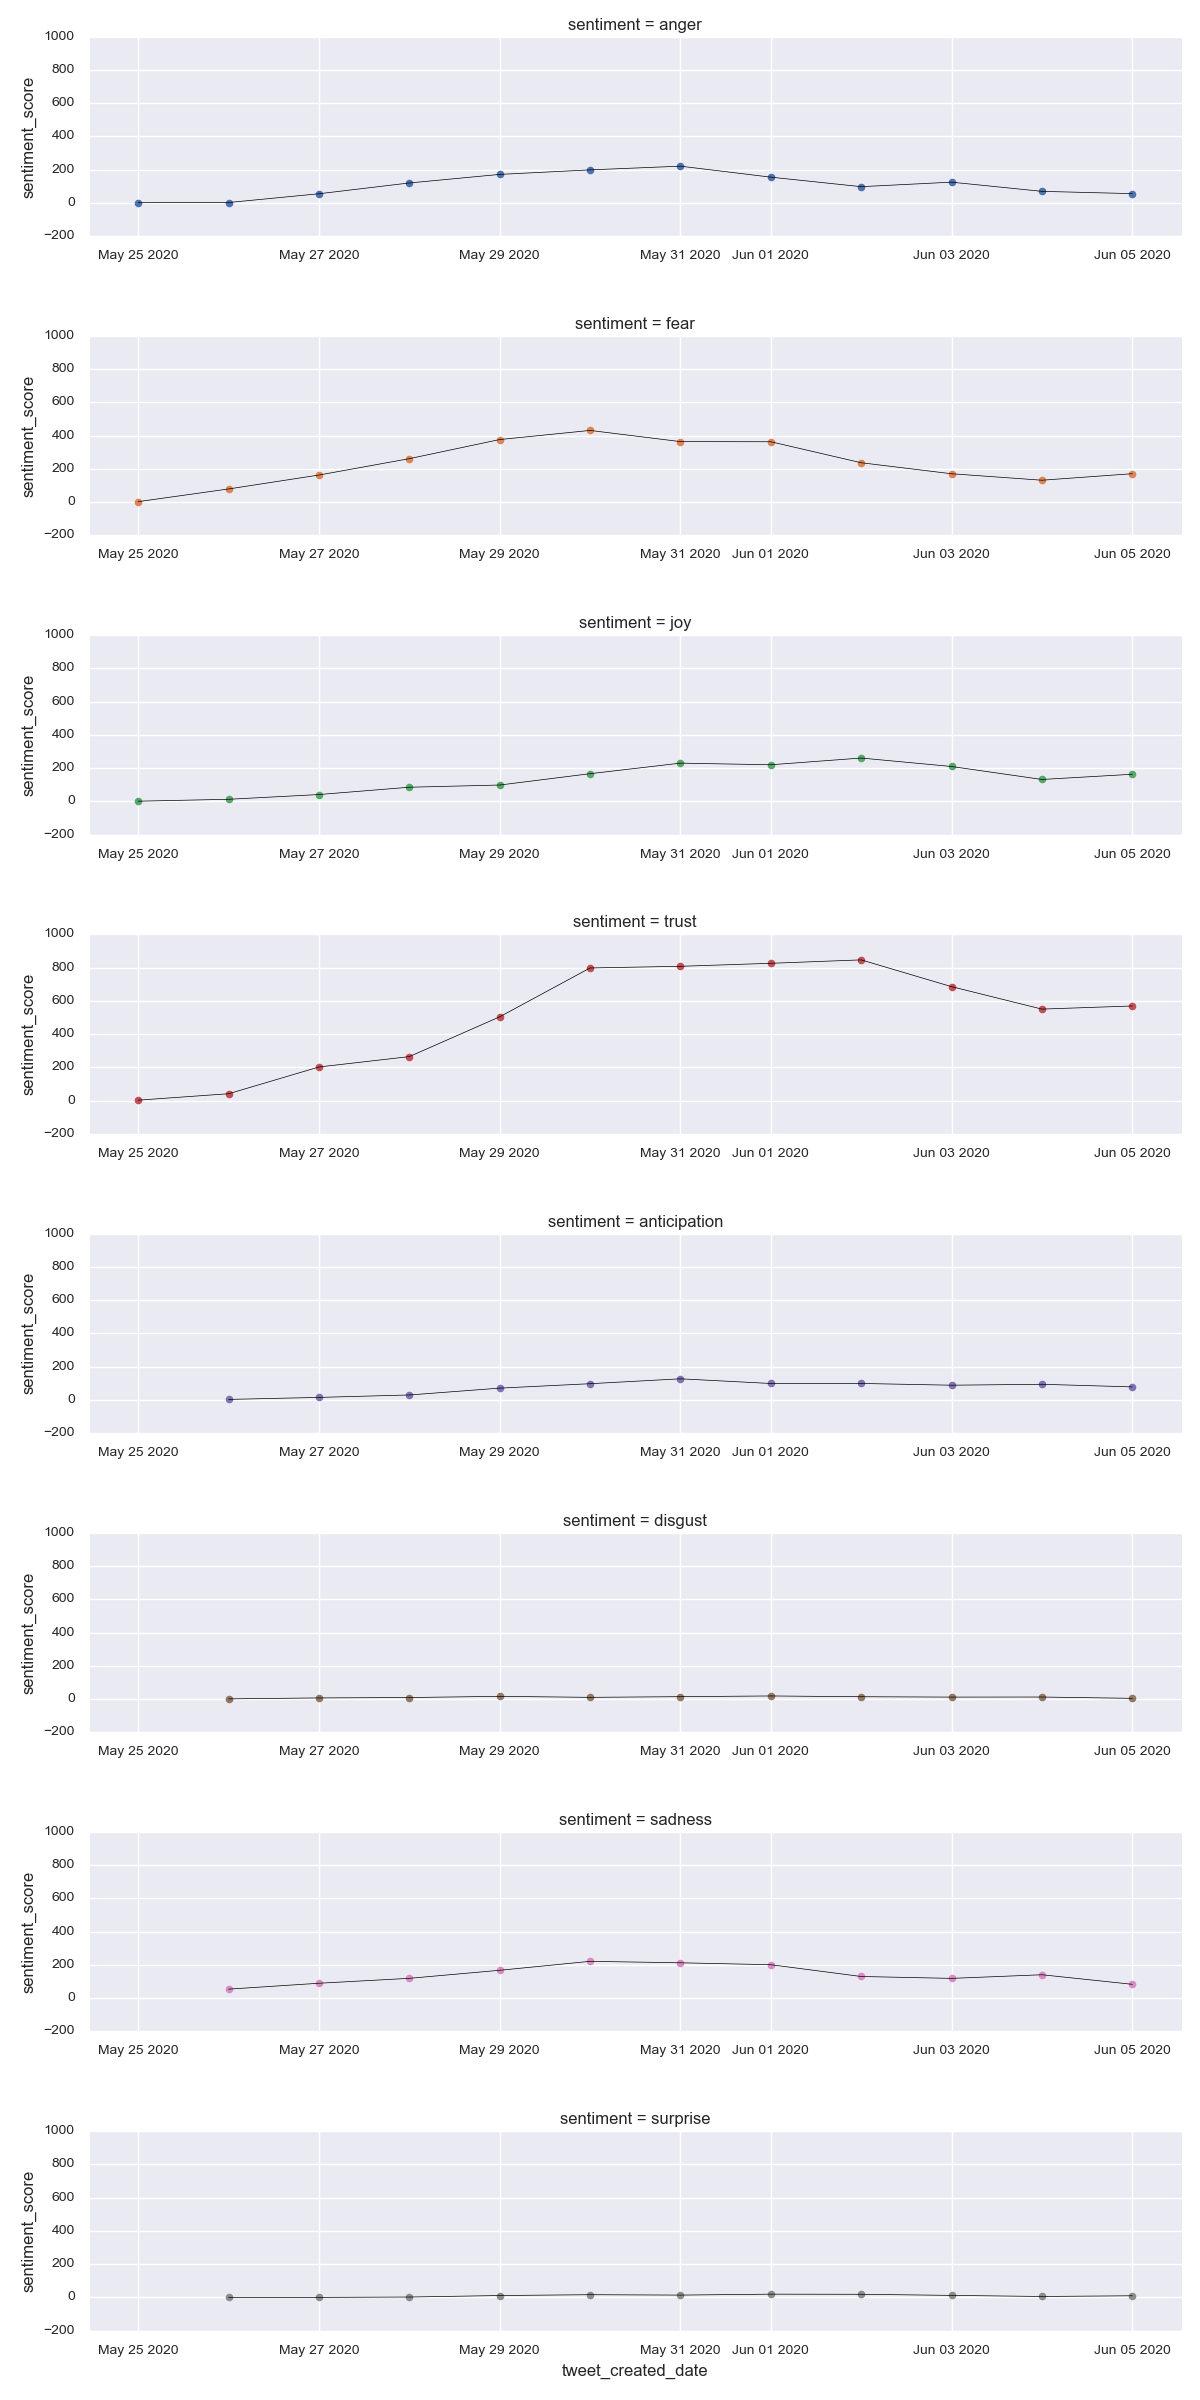 sentiment = anger
1000
800
600
400
200
0
−200
sentiment_score
May 25 2020 May 27 2020 May 29 2020 May 31 2020 Jun 01 2020 Jun 03 2020 Jun 05 2020
sentiment = fear
1000
800
600
400
200
0
−200
sentiment_score
May 25 2020 May 27 2020 May 29 2020 May 31 2020 Jun 01 2020 Jun 03 2020 Jun 05 2020
sentiment = joy
1000
800
600
400
200
0
−200
sentiment_score
May 25 2020 May 27 2020 May 29 2020 May 31 2020 Jun 01 2020 Jun 03 2020 Jun 05 2020
sentiment = trust
1000
800
600
400
200
0
−200
sentiment_score
May 25 2020 May 27 2020 May 29 2020 May 31 2020 Jun 01 2020 Jun 03 2020 Jun 05 2020
sentiment = anticipation
1000
800
600
400
200
0
−200
sentiment_score
May 25 2020 May 27 2020 May 29 2020 May 31 2020 Jun 01 2020 Jun 03 2020 Jun 05 2020
sentiment = disgust
1000
800
600
400
200
0
−200
sentiment_score
May 25 2020 May 27 2020 May 29 2020 May 31 2020 Jun 01 2020 Jun 03 2020 Jun 05 2020
sentiment = sadness
1000
800
600
400
200
0
−200
sentiment_score
May 25 2020 May 27 2020 May 29 2020 May 31 2020 Jun 01 2020 Jun 03 2020 Jun 05 2020
sentiment = surprise
1000
800
600
400
200
0
−200
sentiment_score
May 25 2020 May 27 2020 May 29 2020 May 31 2020 Jun 01 2020 Jun 03 2020 Jun 05 2020
tweet_created_date